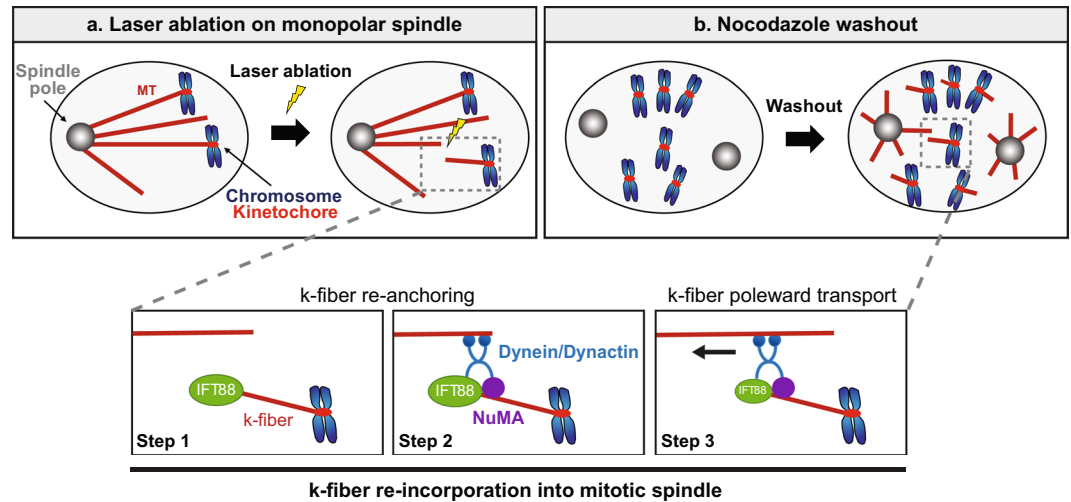 a. Laser ablation on monopolar spindle
Spindle
pole
MT
Laser ablation
Chromosome
Kinetochore
b. Nocodazole washout
Washout
k-fiber re-anchoring
k-fiber poleward transport
IFT88
k-fiber
Step 1
Dynein/Dynactin
IFT88
NuMA
Step 2
IFT88
Step 3
k-fiber re-incorporation into mitotic spindle